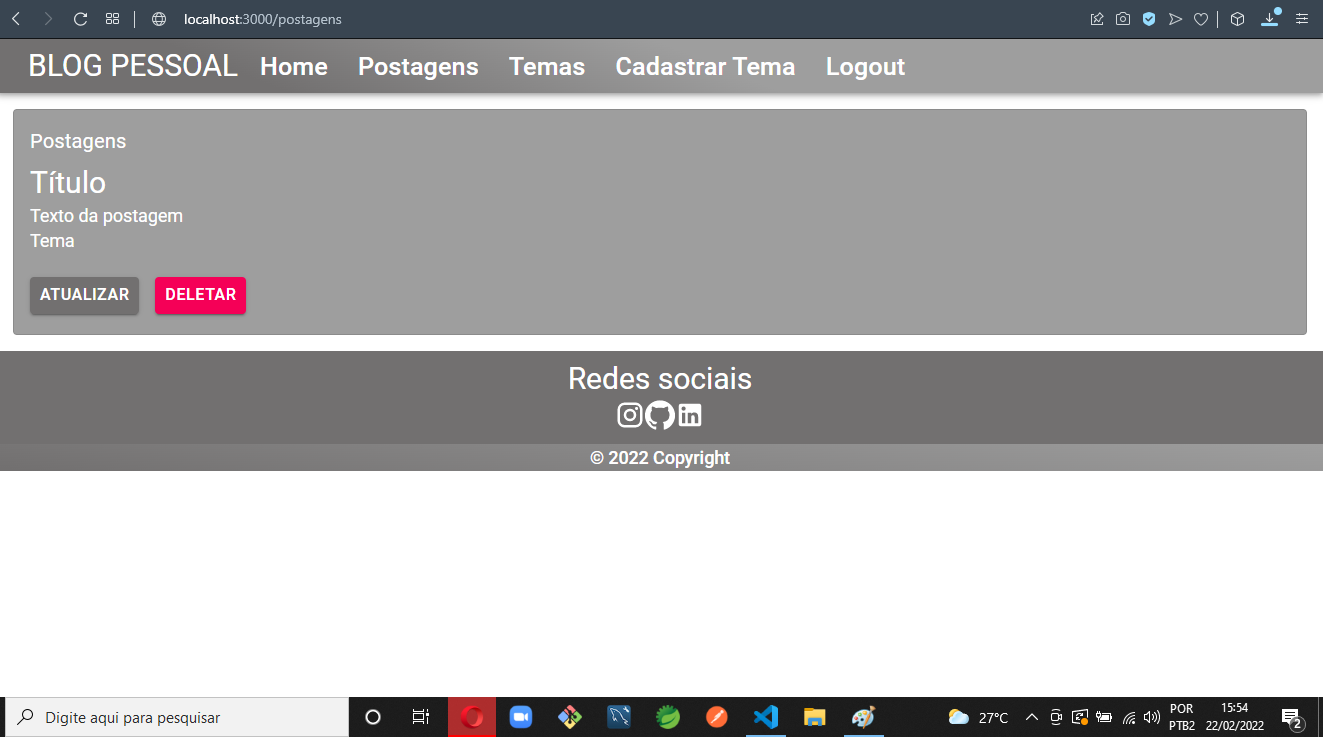 localhost:3000/postagens
BLOG PESSOAL Home Postagens Temas Cadastrar Tema Logout
Postagens
Título
Texto da postagem
Tema
ATUALIZAR DELETAR
Redes sociais
© 2022 Copyright
Digite aqui para pesquisar
27°C
POR
PTB2
15:54
22/02/2022
2